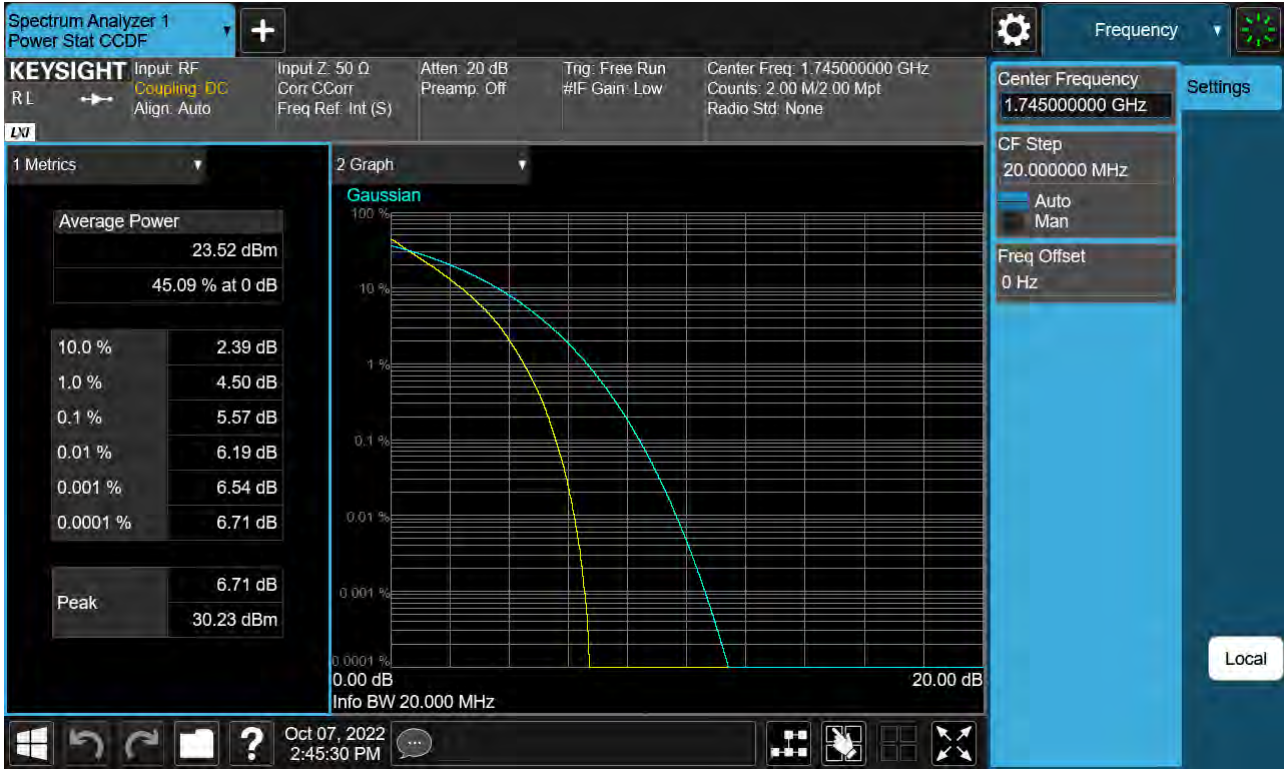 Spectrum Analyzer 1
Power Stat CCDF
Frequency
KEYSIGHT
R L
LXI
Input: RF
Coupling: DC
Align: Auto
Input Z: 50 Ω
Corr CCorr
Freq Ref: Int (S)
Atten: 20 dB
Preamp: Off
Trig: Free Run
#IF Gain: Low
Center Freq: 1.745000000 GHz
Counts: 2.00 M/2.00 Mpt
Radio Std: None
Center Frequency
1.745000000 GHz
Settings
CF Step
20.000000 MHz
Auto
Man
Freq Offset
0 Hz
Local
1 Metrics
Average Power
23.52 dBm
45.09 % at 0 dB
10.0 % 2.39 dB
1.0 % 4.50 dB
0.1 % 5.57 dB
0.01 % 6.19 dB
0.001 % 6.54 dB
0.0001 % 6.71 dB
Peak
6.71 dB
30.23 dBm
2 Graph
Gaussian
100 %
10 %
1 %
0.1 %
0.01 %
0.001 %
0.0001 %
0.00 dB 20.00 dB
Info BW 20.000 MHz
?
Oct 07, 2022
2:45:30 PM